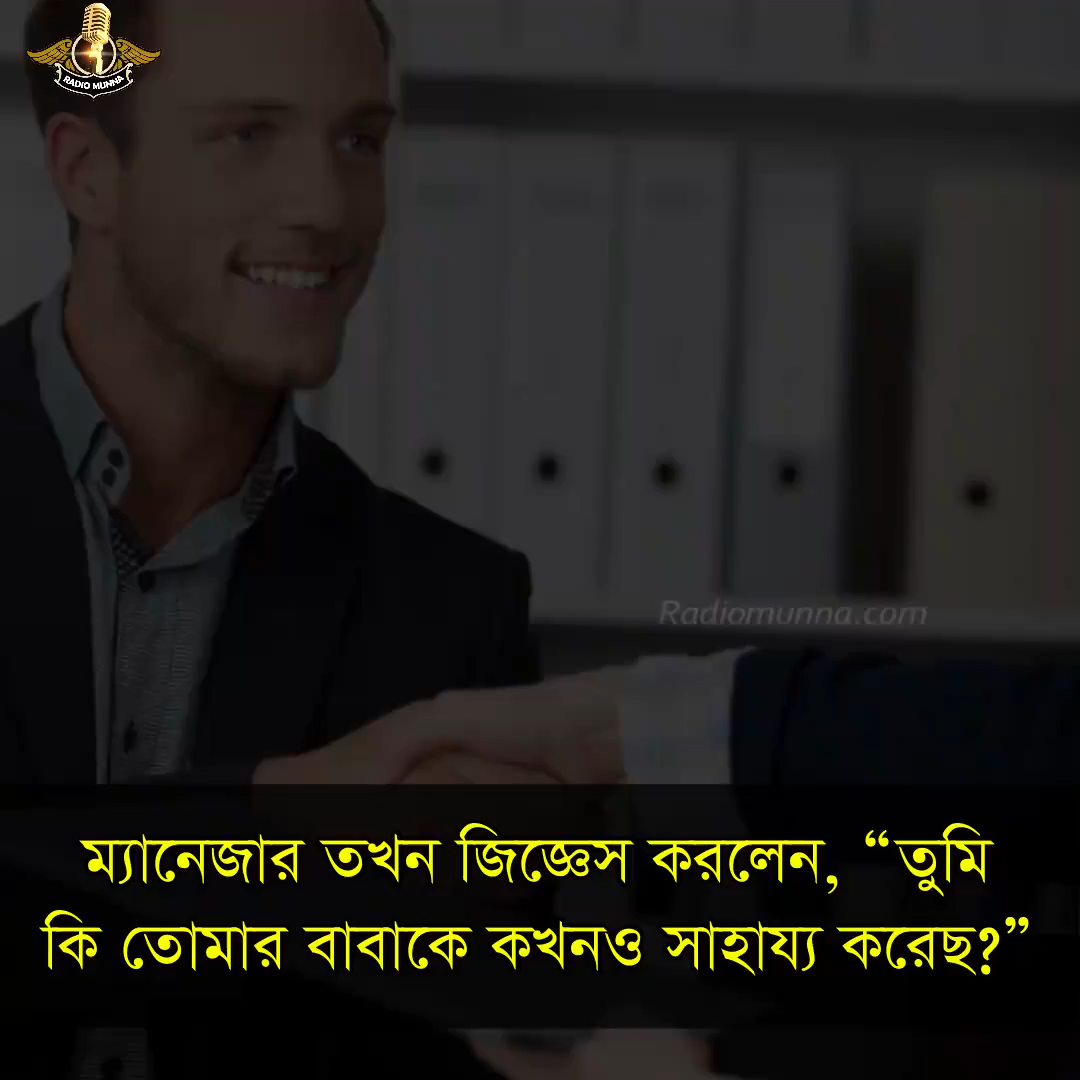 RADIO MUNNA
Radiomunna.com
ম্যানেজার তখন জিজ্ঞেস করলেন, “তুমি
কি তোমার বাবাকে কখনও সাহায্য করেছ?”